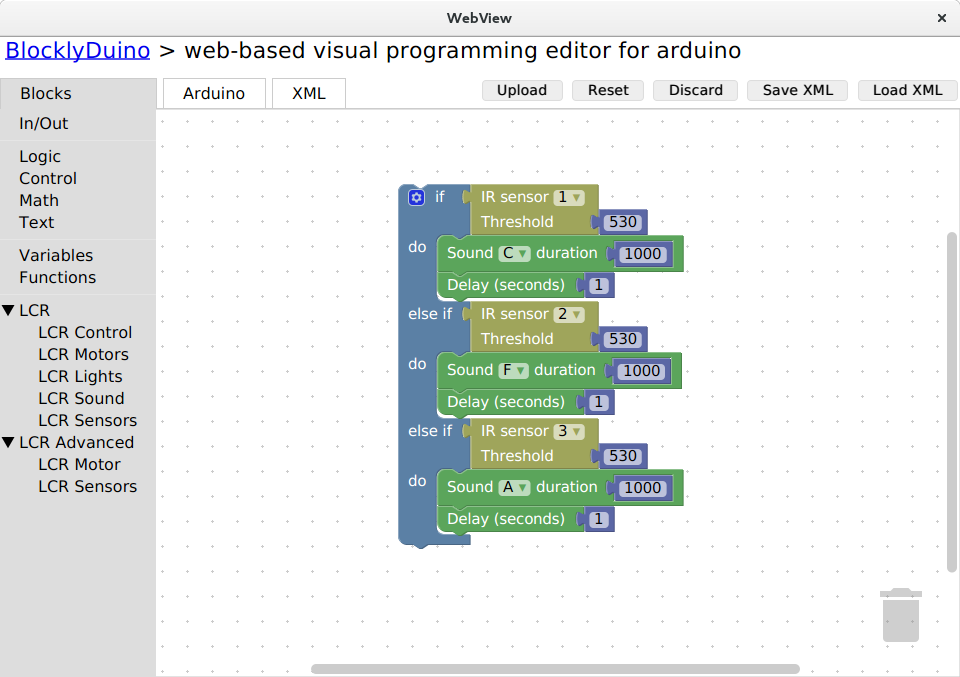 WebView ×
BlocklyDuino > web-based visual programming editor for arduino
Blocks Arduino XML Upload Reset Discard Save XML Load XML
In/Out
Logic
Control
Math
Text
Variables
Functions
LCR
LCR Control
LCR Motors
LCR Lights
LCR Sound
LCR Sensors
LCR Advanced
LCR Motor
LCR Sensors
if IR sensor 1
Threshold 530
do Sound C duration 1000
Delay (seconds) 1
else if IR sensor 2
Threshold 530
do Sound F duration 1000
Delay (seconds) 1
else if IR sensor 3
Threshold 530
do Sound A duration 1000
Delay (seconds) 1